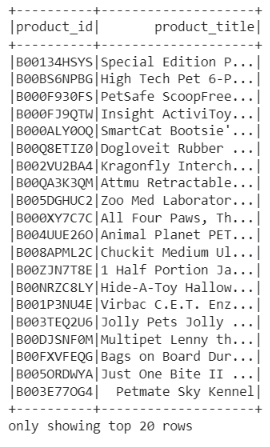 +----------+--------------------+
|product_id|       product_title|
+----------+--------------------+
|B00134HSYS|Special Edition P...|
|B00BS6NPBG|High Tech Pet 6-P...|
|B000F930FS|PetSafe ScoopFree...|
|B000FJ9QTW|Insight ActiviToy...|
|B000ALY0OQ|SmartCat Bootsie'...|
|B00Q8ETIZ0|Dogloveit Rubber ...|
|B002VU2BA4|Kragonfly Interch...|
|B00QA3K3QM|Attmu Retractable...|
|B005DGHUC2|Zoo Med Laborator...|
|B000XY7C7C|All Four Paws, Th...|
|B004UUE26O|Animal Planet PET...|
|B008APML2C|Chuckit Medium Ul...|
|B00ZJN7T8E|1 Half Portion Ja...|
|B00NRZC8LY|Hide-A-Toy Hallow...|
|B001P3NU4E|Virbac C.E.T. Enz...|
|B003TEQ2U6|Jolly Pets Jolly ...|
|B00DJSNF0M|Multipet Lenny th...|
|B00FXVFEQG|Bags on Board Dur...|
|B005ORDWYA|Just One Bite II ...|
|B003E77OG4|  Petmate Sky Kennel|
+----------+--------------------+
only showing top 20 rows